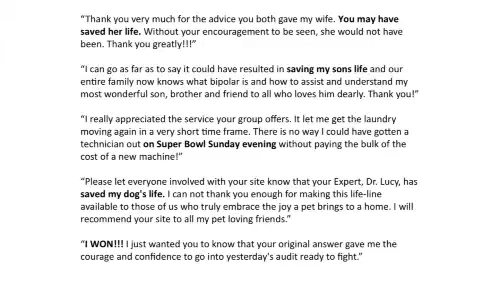 “Thank you very much for the advice you both gave my wife. You may have
saved her life. Without your encouragement to be seen, she would not have
been. Thank you greatly!!!”
“I can go as far as to say it could have resulted in saving my sons life and our
entire family now knows what bipolar is and how to assist and understand my
most wonderful son, brother and friend to all who loves him dearly. Thank you!”
“I really appreciated the service your group offers. It let me get the laundry
moving again in a very short time frame. There is no way I could have gotten a
technician out on Super Bowl Sunday evening without paying the bulk of the
cost of a new machine!”
“Please let everyone involved with your site know that your Expert, Dr. Lucy, has
saved my dog's life. I can not thank you enough for making this life-line
available to those of us who truly embrace the joy a pet brings to a home. I will
recommend your site to all my pet loving friends.”
“I WON!!! I just wanted you to know that your original answer gave me the
courage and confidence to go into yesterday's audit ready to fight.”